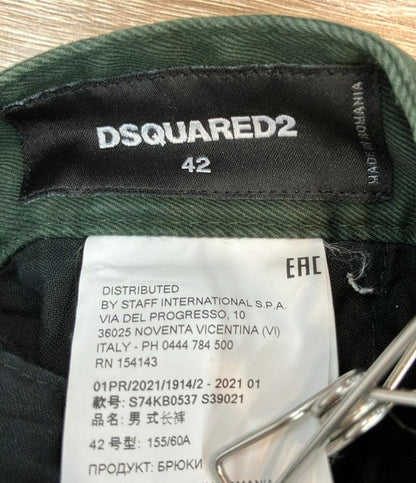 DSQUARED2
42
MADE IN ROMANIA
EAC
DISTRIBUTED
BY STAFF INTERNATIONAL S.P.A.
VIA DEL PROGRESSO, 10
36025 NOVENTA VICENTINA (VI)
ITALY - PH 0444 784 500
RN 154143
01PR/2021/1914/2 - 2021 01
款号: S74KB0537 S39021
品名: 男 式 长裤
42 号型: 155/60A
ПРОДУКТ: БРЮКИ